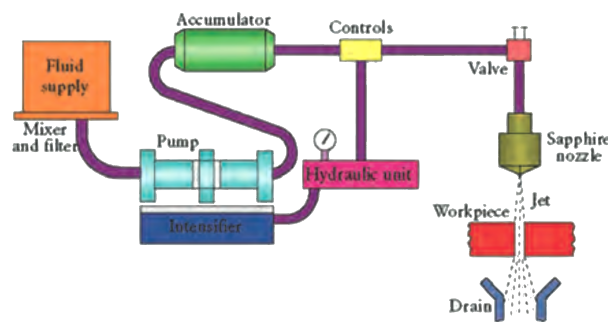 Accumulator
Controls
Fluid
supply
Valve
Mixer
and filter
Pump
Sapphire
nozzle
Hydraulic unit
Jet
Workpiece
Intensifier
Drain